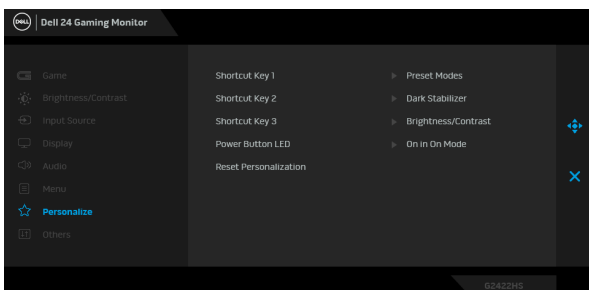 DELL Dell 24 Gaming Monitor
Game
Brightness/Contrast
Input Source
Display
Audio
Menu
Personalize
Others
Shortcut Key 1 Preset Modes
Shortcut Key 2 Dark Stabilizer
Shortcut Key 3 Brightness/Contrast
Power Button LED On in On Mode
Reset Personalization
G2422HS